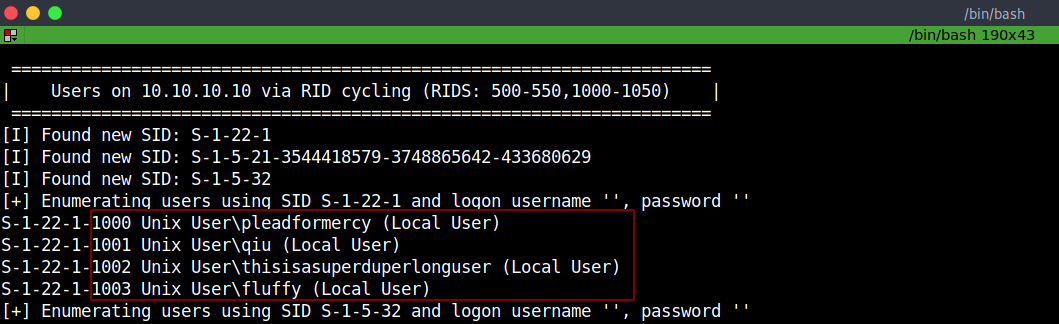 /bin/bash
/bin/bash 190x43
======================================================================
| Users on 10.10.10.10 via RID cycling (RIDS: 500-550,1000-1050) |
======================================================================
[I] Found new SID: S-1-22-1
[I] Found new SID: S-1-5-21-3544418579-3748865642-433680629
[I] Found new SID: S-1-5-32
[+] Enumerating users using SID S-1-22-1 and logon username '', password ''
S-1-22-1-1000 Unix User\pleadformercy (Local User)
S-1-22-1-1001 Unix User\qiu (Local User)
S-1-22-1-1002 Unix User\thisisasuperduperlonguser (Local User)
S-1-22-1-1003 Unix User\fluffy (Local User)
[+] Enumerating users using SID S-1-5-32 and logon username '', password ''